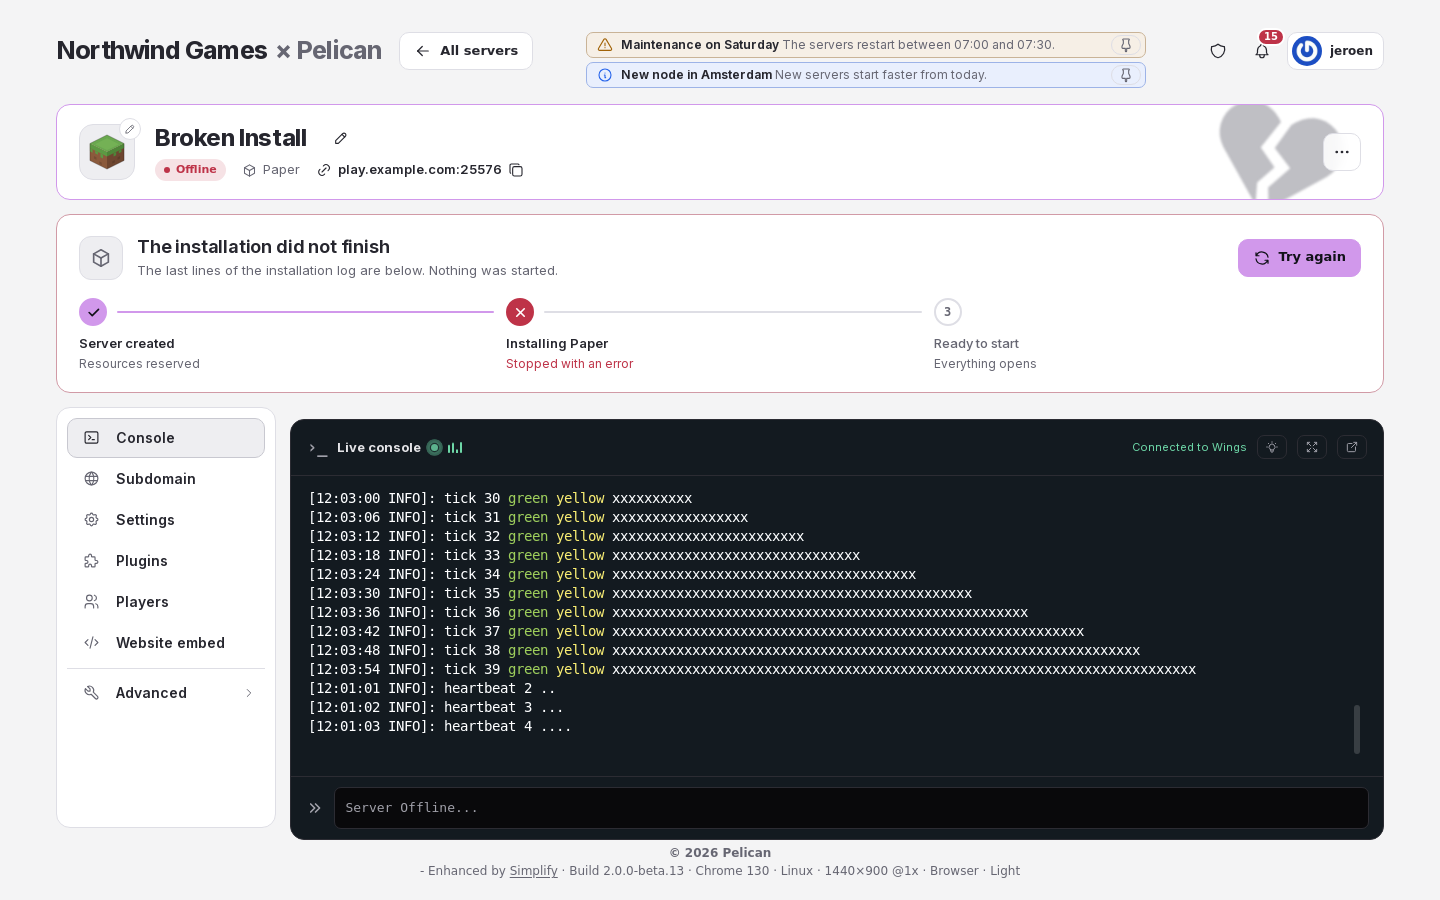 Northwind Games × Pelican
All servers
Maintenance on Saturday The servers restart between 07:00 and 07:30.
New node in Amsterdam New servers start faster from today.
15
jeroen
Broken Install
Offline
Paper
play.example.com:25576
The installation did not finish
The last lines of the installation log are below. Nothing was started.
Try again
3
Server created
Installing Paper
Ready to start
Resources reserved
Stopped with an error
Everything opens
Console
Subdomain
Settings
Plugins
Players
Website embed
Advanced
>_ Live console
Connected to Wings
[12:03:00 INFO]: tick 30 green yellow xxxxxxxxxx
[12:03:06 INFO]: tick 31 green yellow xxxxxxxxxxxxxxxxx
[12:03:12 INFO]: tick 32 green yellow xxxxxxxxxxxxxxxxxxxxxxxx
[12:03:18 INFO]: tick 33 green yellow xxxxxxxxxxxxxxxxxxxxxxxxxxxxxxx
[12:03:24 INFO]: tick 34 green yellow xxxxxxxxxxxxxxxxxxxxxxxxxxxxxxxxxxxxxx
[12:03:30 INFO]: tick 35 green yellow xxxxxxxxxxxxxxxxxxxxxxxxxxxxxxxxxxxxxxxxxxxxx
[12:03:36 INFO]: tick 36 green yellow xxxxxxxxxxxxxxxxxxxxxxxxxxxxxxxxxxxxxxxxxxxxxxxxxxxx
[12:03:42 INFO]: tick 37 green yellow xxxxxxxxxxxxxxxxxxxxxxxxxxxxxxxxxxxxxxxxxxxxxxxxxxxxxxxxxxx
[12:03:48 INFO]: tick 38 green yellow xxxxxxxxxxxxxxxxxxxxxxxxxxxxxxxxxxxxxxxxxxxxxxxxxxxxxxxxxxxxxxxxxx
[12:03:54 INFO]: tick 39 green yellow xxxxxxxxxxxxxxxxxxxxxxxxxxxxxxxxxxxxxxxxxxxxxxxxxxxxxxxxxxxxxxxxxxxxxxxxx
[12:01:01 INFO]: heartbeat 2 ..
[12:01:02 INFO]: heartbeat 3 ...
[12:01:03 INFO]: heartbeat 4 ....
Server Offline...
© 2026 Pelican
- Enhanced by Simplify · Build 2.0.0-beta.13 · Chrome 130 · Linux · 1440×900 @1x · Browser · Light